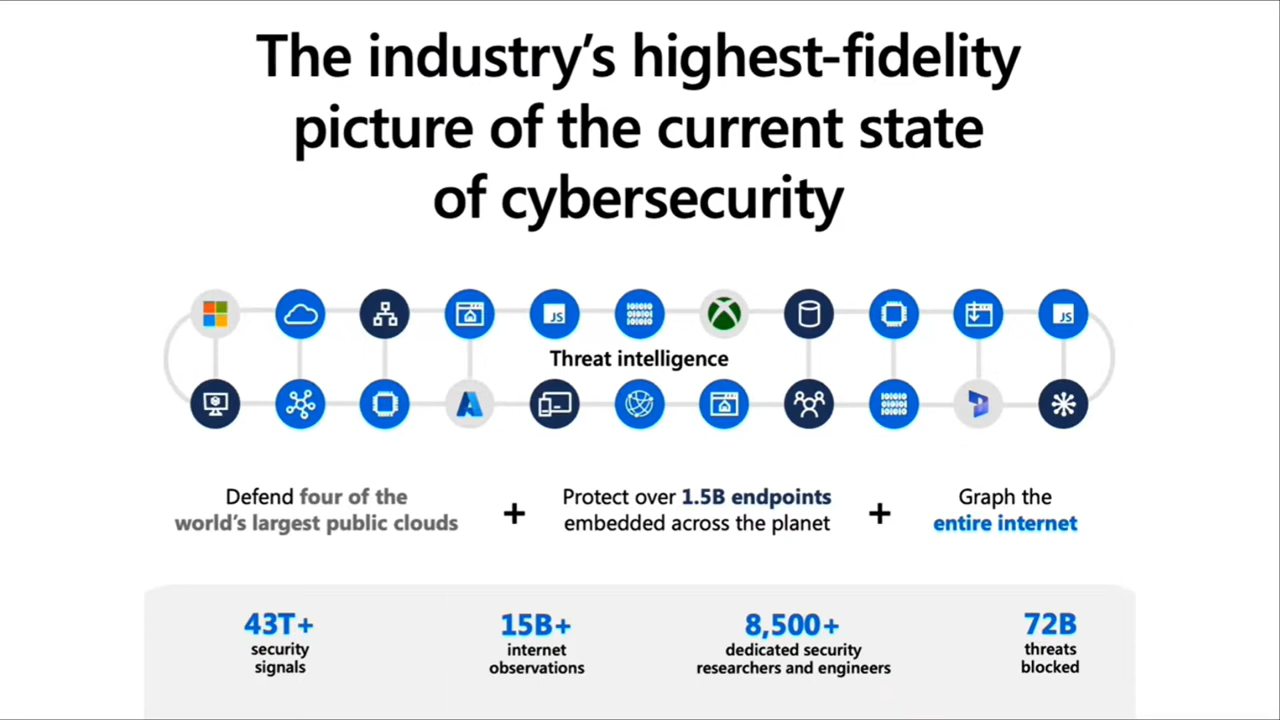 The industry’s highest-fidelity
picture of the current state
of cybersecurity
JS
JS
Threat intelligence
Defend four of the
world’s largest public clouds
+
Protect over 1.5B endpoints
embedded across the planet
+
Graph the
entire internet
43T+
security
signals
15B+
internet
observations
8,500+
dedicated security
researchers and engineers
72B
threats
blocked